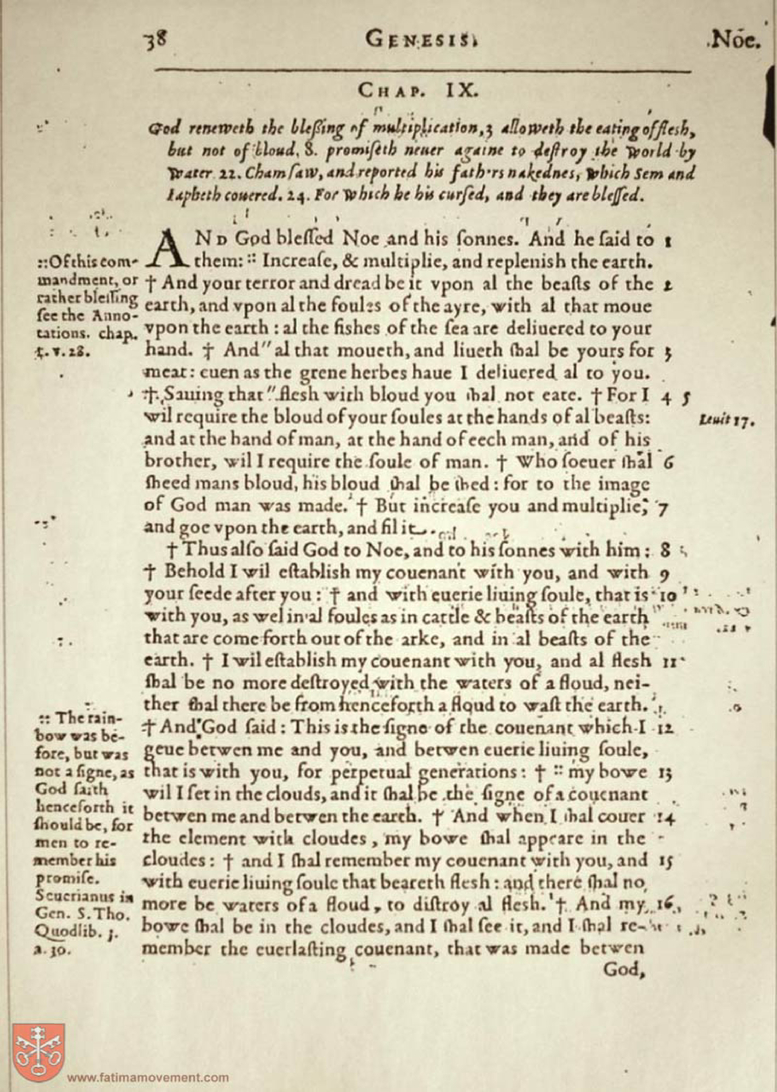 38 GENESIS. Noe.
CHAP. IX.
God reneweth the bleſsing of multiplication, 3 alloweth the eating of fleſh,
but not of bloud, 8. promiſeth neuer againe to deſtroy the world by
water 22. Cham ſaw, and reported his fathers nakednes, which Sem and
Iapheth couered. 24. For which he his curſed, and they are bleſſed.
AND God bleſſed Noe and his ſonnes. And he ſaid to 1
them: :: Increaſe, & multiplie, and replenish the earth.
† And your terror and dread be it vpon al the beaſts of the 2
earth, and vpon al the foules of the ayre, with al that moue
vpon the earth: al the fishes of the ſea are deliuered to your
hand. † And " al that moueth, and liueth ſhal be yours for 3
meat: euen as the grene herbes haue I deliuered al to you.
† Sauing that " fleſh with bloud you ſhal not eate. † For I 4 5
wil require the bloud of your ſoules at the hands of al beaſts:
and at the hand of man, at the hand of eech man, and of his
brother, wil I require the ſoule of man. † Who ſoeuer ſhal 6
ſheed mans bloud, his bloud ſhal be ſhed: for to the image
of God man was made. † But increaſe you and multiplie, 7
and goe vpon the earth, and fil it.
† Thus alſo ſaid God to Noe, and to his ſonnes with him: 8
† Behold I wil eſtablish my couenant with you, and with 9
your ſeede after you: † and with euerie liuing ſoule, that is 10
with you, as wel in al foules as in cattle & beaſts of the earth
that are come forth out of the arke, and in al beaſts of the
earth. † I wil eſtablish my couenant with you, and al fleſh 11
ſhal be no more deſtroyed with the waters of a floud, nei-
ther ſhal there be from henceforth a floud to waſt the earth.
† And God ſaid: This is the ſigne of the couenant which I 12
geue betwen me and you, and betwen euerie liuing ſoule,
that is with you, for perpetual generations: † :: my bowe 13
wil I ſet in the clouds, and it ſhal be the ſigne of a couenant
betwen me and betwen the earth. † And when I ſhal couer 14
the element with cloudes, my bowe ſhal appeare in the
cloudes: † and I ſhal remember my couenant with you, and 15
with euerie liuing ſoule that beareth fleſh: and there ſhal no
more be waters of a floud, to diſtroy al fleſh. † And my 16
bowe ſhal be in the cloudes, and I ſhal ſee it, and I ſhal re-
member the euerlaſting couenant, that was made betwen
God,
:: Of this com-
mandment, or
rather bleſſing
ſee the Anno-
tations. chap.
1. v. 28.
Leuit 17.
:: The rain-
bow was be-
fore, but was
not a ſigne, as
God ſaith
henceforth it
ſhould be, for
men to re-
member his
promiſe.
Seuerianus in
Gen. S. Tho.
Quodlib. 3.
a. 30.
www.fatimamovement.com